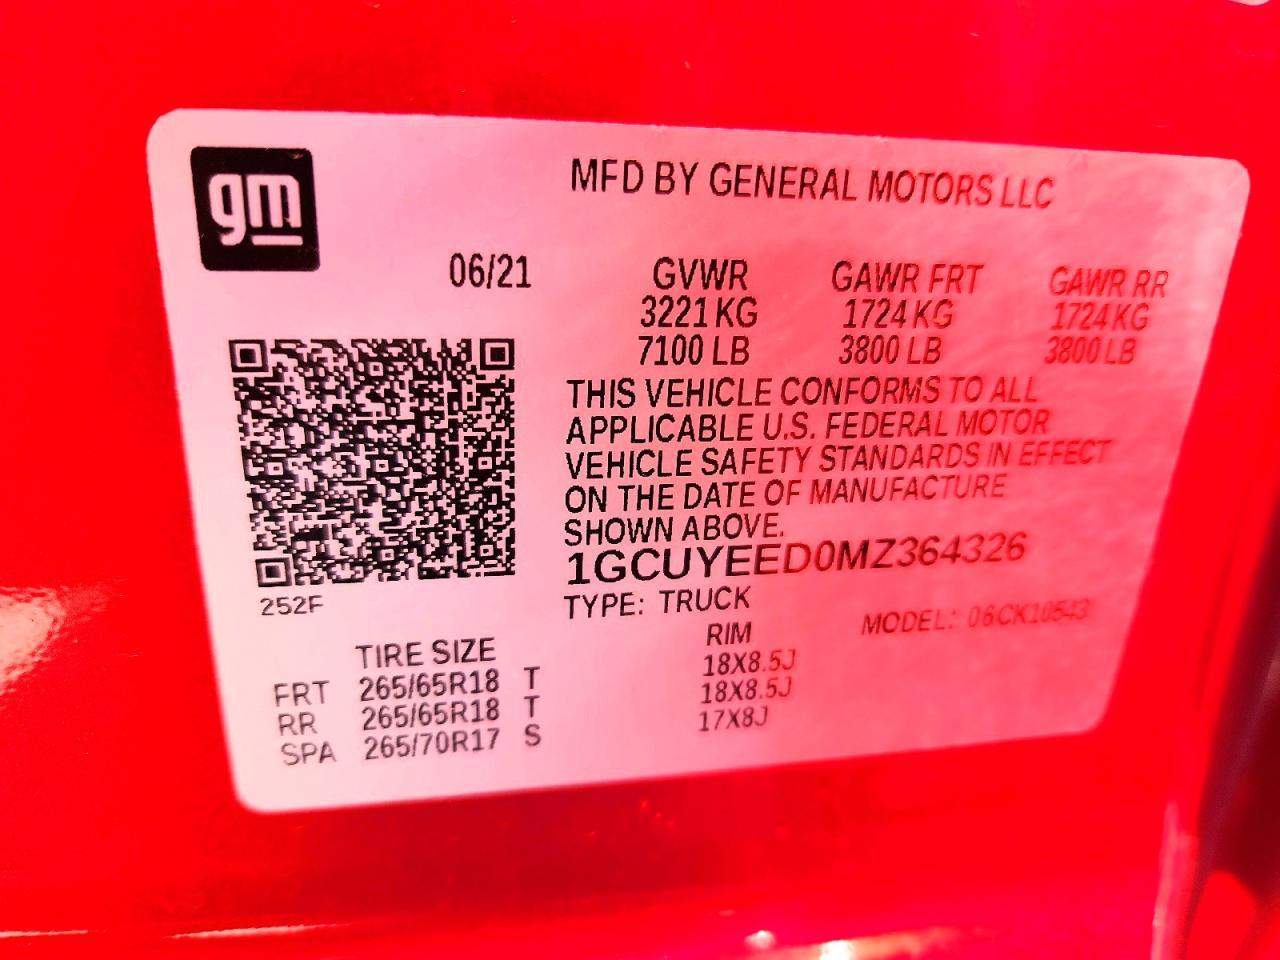 gm
MFD BY GENERAL MOTORS LLC
06/21
GVWR GAWR FRT GAWR RR
3221 KG 1724 KG 1724 KG
7100 LB 3800 LB 3800 LB
THIS VEHICLE CONFORMS TO ALL
APPLICABLE U.S. FEDERAL MOTOR
VEHICLE SAFETY STANDARDS IN EFFECT
ON THE DATE OF MANUFACTURE
SHOWN ABOVE.
1GCUYEED0MZ364326
252F
TYPE: TRUCK MODEL: 06CK10543
TIRE SIZE RIM
FRT 265/65R18 T 18X8.5J
RR 265/65R18 T 18X8.5J
SPA 265/70R17 S 17X8J